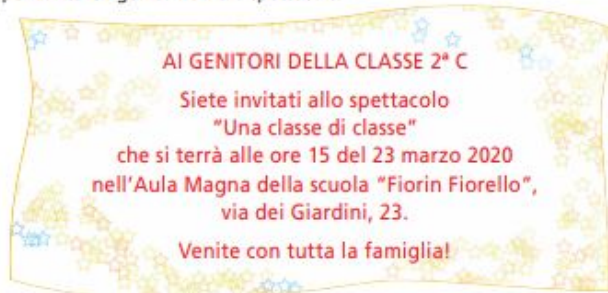 AI GENITORI DELLA CLASSE 2ª C
Siete invitati allo spettacolo
"Una classe di classe"
che si terrà alle ore 15 del 23 marzo 2020
nell'Aula Magna della scuola "Fiorin Fiorello",
via dei Giardini, 23.
Venite con tutta la famiglia!